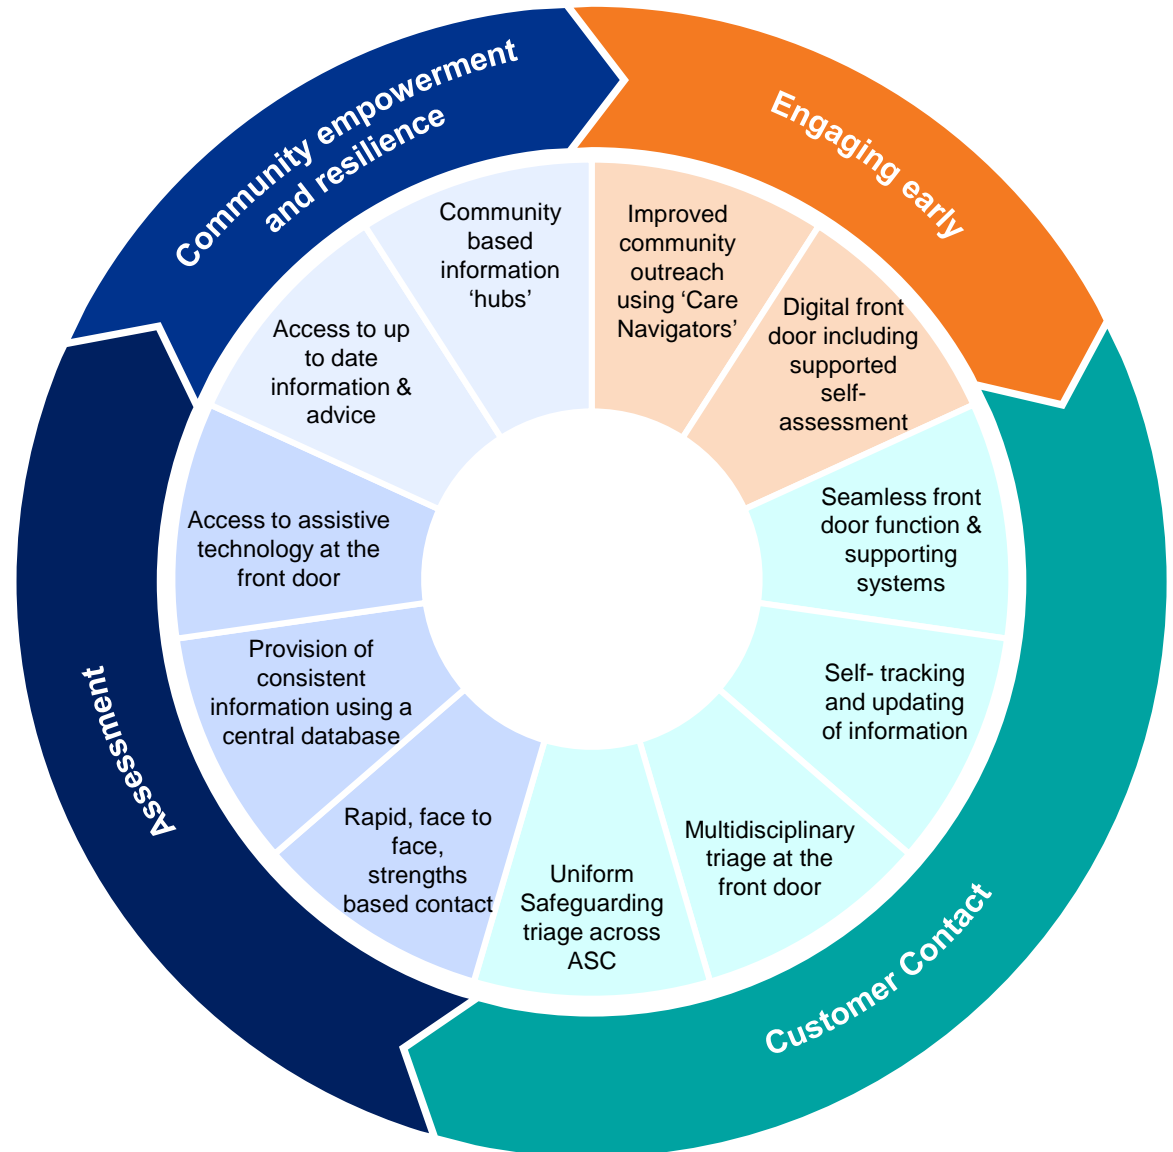 Community empowerment
and resilience
Engaging early
Customer Contact
Assessment
Improved
community
outreach
using ‘Care
Navigators’
Digital front
door including
supported
self-
assessment
Seamless front
door function &
supporting
systems
Self- tracking
and updating
of information
Multidisciplinary
triage at the
front door
Uniform
Safeguarding
triage across
ASC
Rapid, face to
face,
strengths
based contact
Provision of
consistent
information using a
central database
Access to assistive
technology at the
front door
Access to up
to date
information &
advice
Community
based
information
‘hubs’